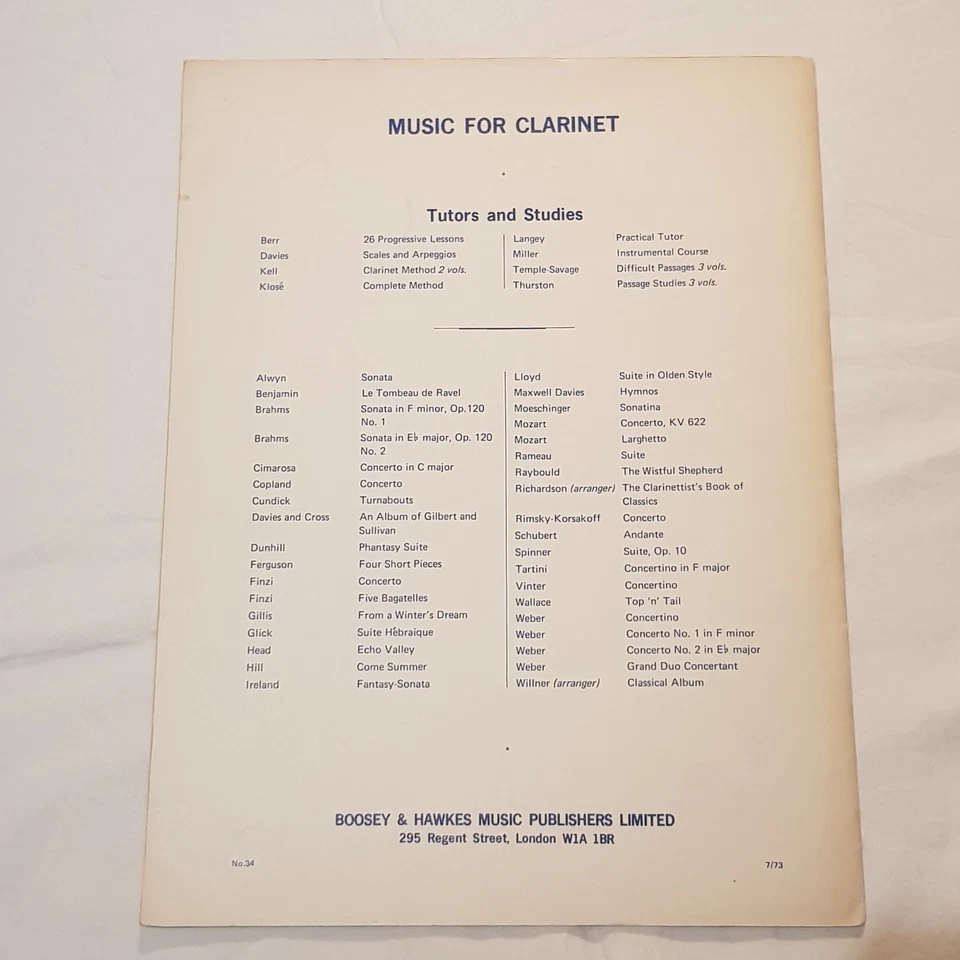 MUSIC FOR CLARINET
Tutors and Studies
Berr 26 Progressive Lessons
Davies Scales and Arpeggios
Kell Clarinet Method 2 vols.
Klosé Complete Method
Langey Practical Tutor
Miller Instrumental Course
Temple-Savage Difficult Passages 3 vols.
Thurston Passage Studies 3 vols.
Alwyn Sonata
Benjamin Le Tombeau de Ravel
Brahms Sonata in F minor, Op.120
No. 1
Brahms Sonata in E♭ major, Op. 120
No. 2
Cimarosa Concerto in C major
Copland Concerto
Cundick Turnabouts
Davies and Cross An Album of Gilbert and
Sullivan
Dunhill Phantasy Suite
Ferguson Four Short Pieces
Finzi Concerto
Finzi Five Bagatelles
Gillis From a Winter's Dream
Glick Suite Hébraique
Head Echo Valley
Hill Come Summer
Ireland Fantasy-Sonata
Lloyd Suite in Olden Style
Maxwell Davies Hymnos
Moeschinger Sonatina
Mozart Concerto, KV 622
Mozart Larghetto
Rameau Suite
Raybould The Wistful Shepherd
Richardson (arranger) The Clarinettist's Book of
Classics
Rimsky-Korsakoff Concerto
Schubert Andante
Spinner Suite, Op. 10
Tartini Concertino in F major
Vinter Concertino
Wallace Top 'n' Tail
Weber Concertino
Weber Concerto No. 1 in F minor
Weber Concerto No. 2 in E♭ major
Weber Grand Duo Concertant
Willner (arranger) Classical Album
BOOSEY & HAWKES MUSIC PUBLISHERS LIMITED
295 Regent Street, London W1A 1BR
No.34 7/73